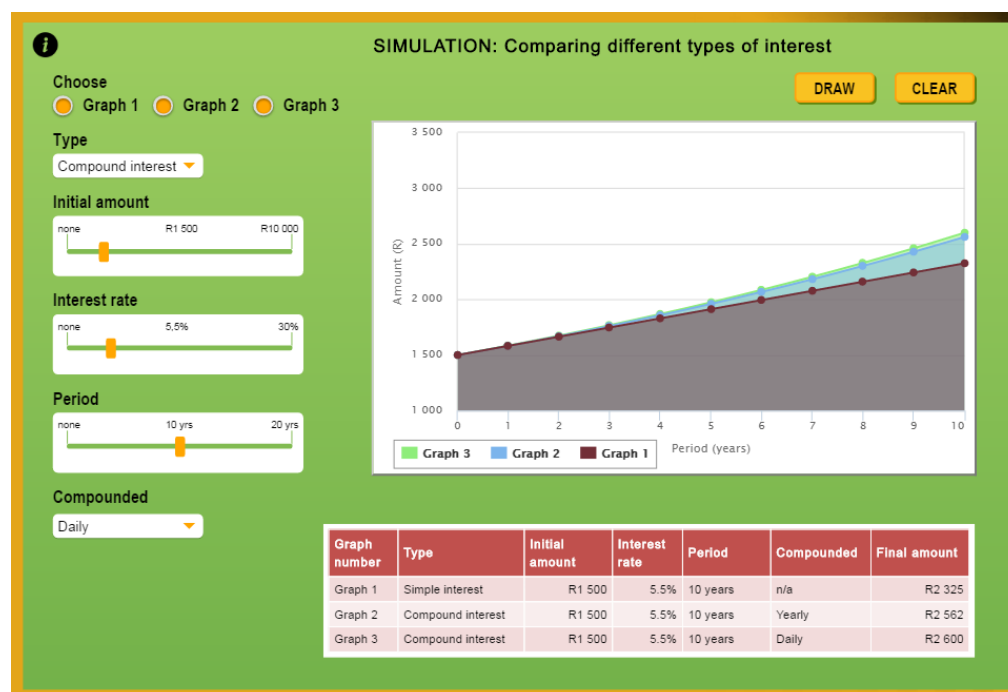 i
SIMULATION: Comparing different types of interest
Choose
Graph 1 Graph 2 Graph 3
DRAW CLEAR
Type
Compound interest
Initial amount
none R1 500 R10 000
Interest rate
none 5,5% 30%
Period
none 10 yrs 20 yrs
Compounded
Daily
3 500
3 000
2 500
2 000
1 500
1 000
Amount (R)
0 1 2 3 4 5 6 7 8 9 10
Period (years)
Graph 3 Graph 2 Graph 1
Graph number Type Initial amount Interest rate Period Compounded Final amount
Graph 1 Simple interest R1 500 5.5% 10 years n/a R2 325
Graph 2 Compound interest R1 500 5.5% 10 years Yearly R2 562
Graph 3 Compound interest R1 500 5.5% 10 years Daily R2 600